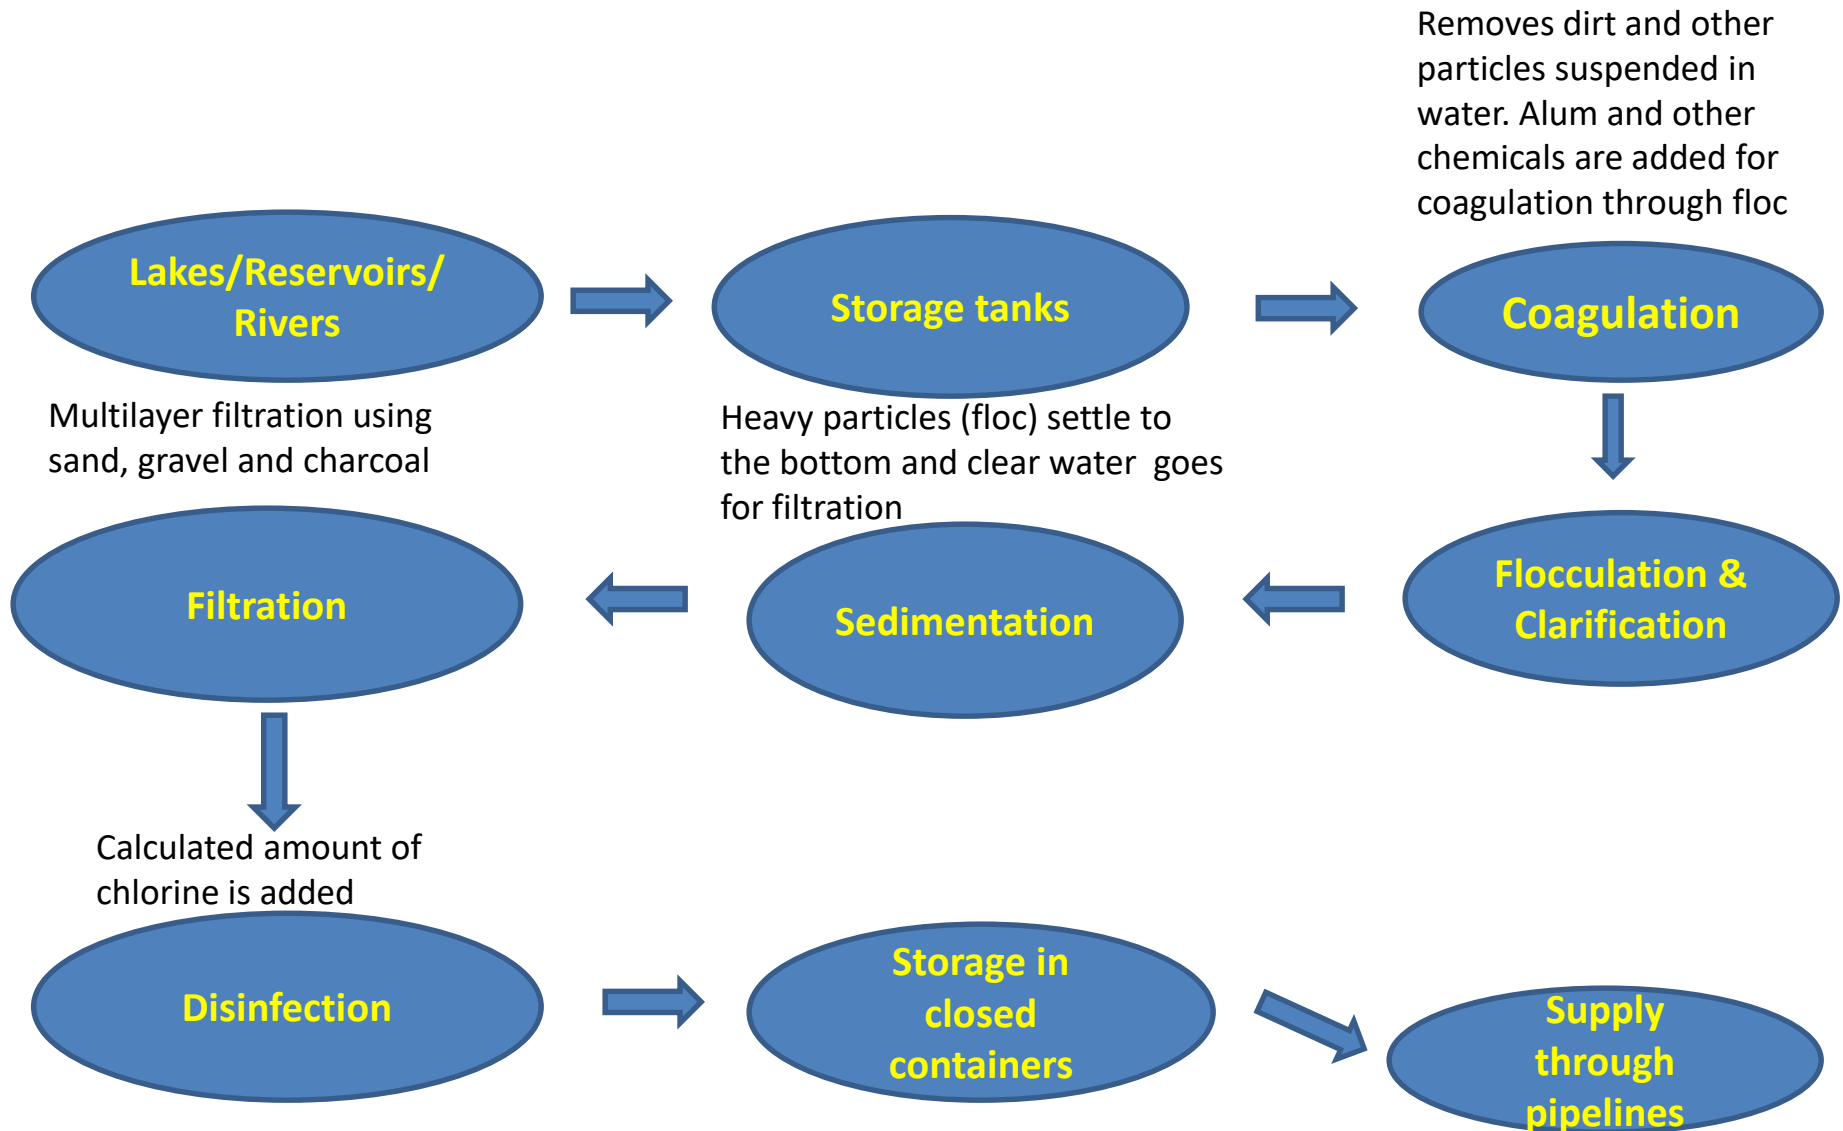 Removes dirt and other
particles suspended in
water. Alum and other
chemicals are added for
coagulation through floc
Lakes/Reservoirs/
Rivers
Storage tanks
Coagulation
Multilayer filtration using
sand, gravel and charcoal
Heavy particles (floc) settle to
the bottom and clear water  goes
for filtration
Filtration
Sedimentation
Flocculation &
Clarification
Calculated amount of
chlorine is added
Disinfection
Storage in
closed
containers
Supply
through
pipelines